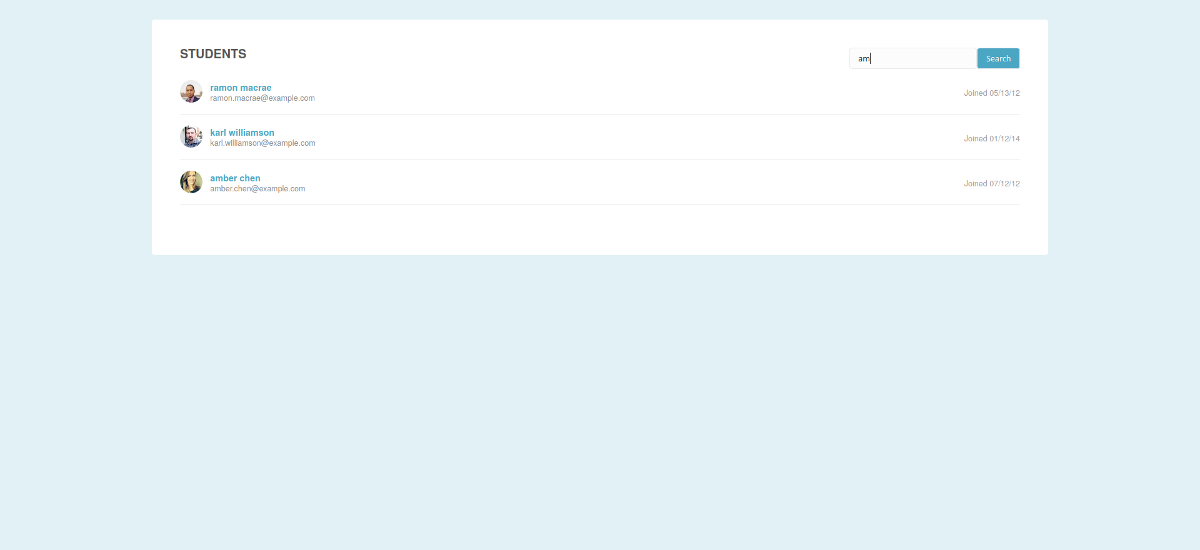 STUDENTS
am
Search
ramon macrae
ramon.macrae@example.com
Joined 05/13/12
karl williamson
karl.williamson@example.com
Joined 01/12/14
amber chen
amber.chen@example.com
Joined 07/12/12